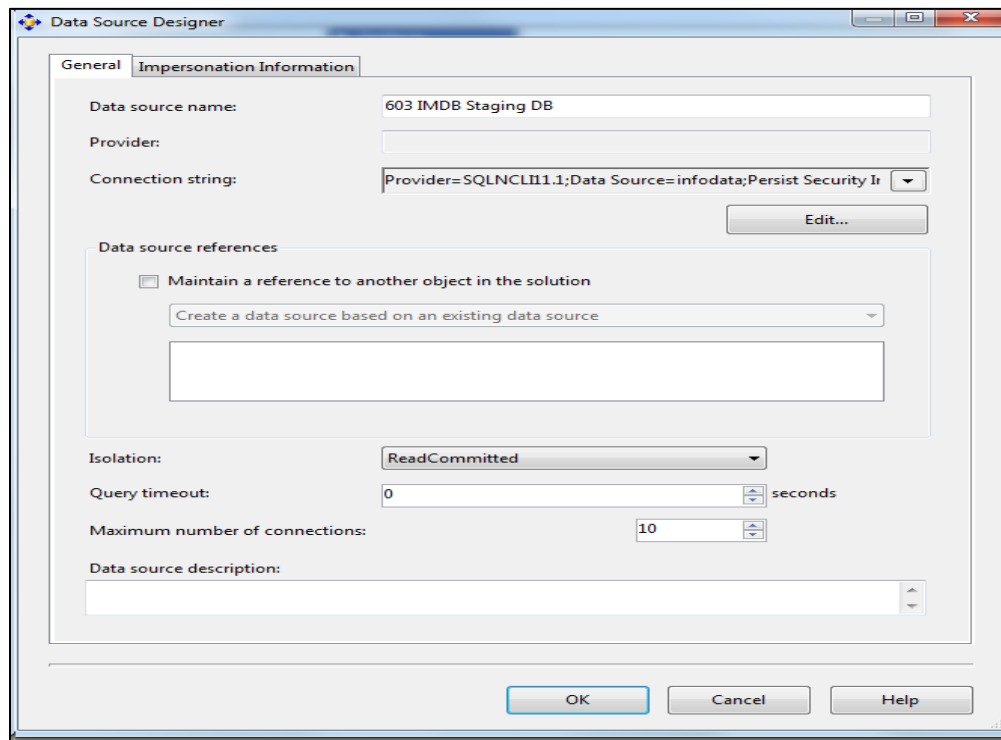 Data Source Designer
General
Impersonation Information
Data source name:
603 IMDB Staging DB
Provider:
Connection string:
Provider=SQLNCLI11.1;Data Source=infodata;Persist Security Ir
Edit...
Data source references
Maintain a reference to another object in the solution
Create a data source based on an existing data source
Isolation:
ReadCommitted
Query timeout:
0
seconds
Maximum number of connections:
10
Data source description:
OK
Cancel
Help